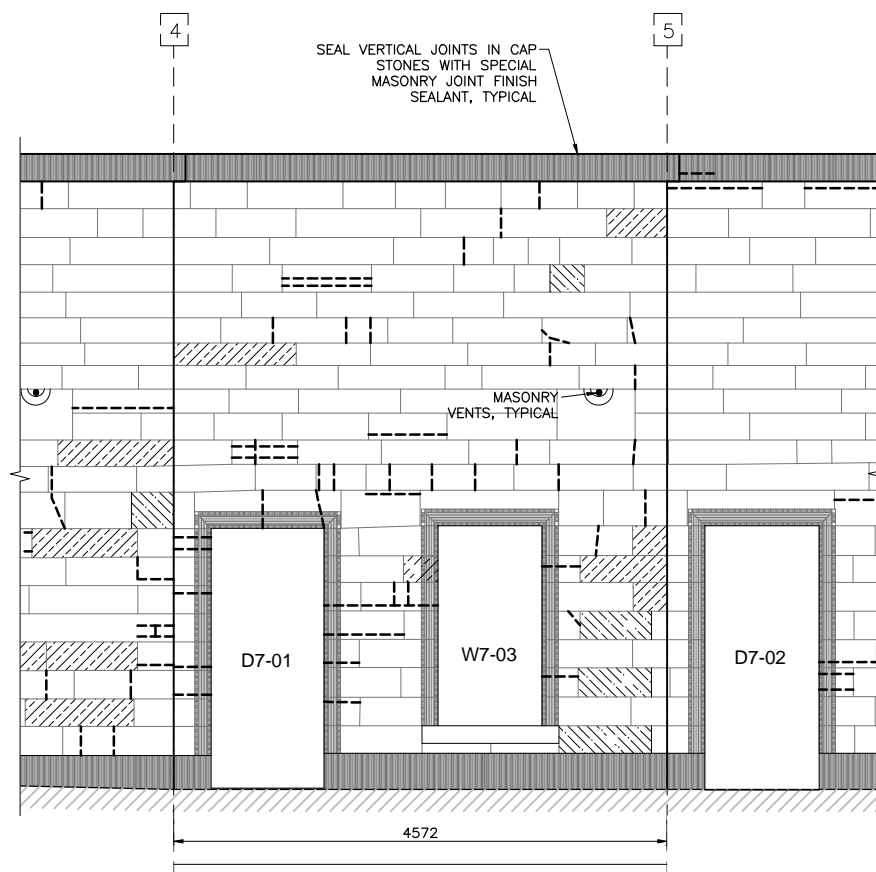 4
5
SEAL VERTICAL JOINTS IN CAP
STONES WITH SPECIAL
MASONRY JOINT FINISH
SEALANT, TYPICAL
MASONRY
VENTS, TYPICAL
D7-01
W7-03
D7-02
4572